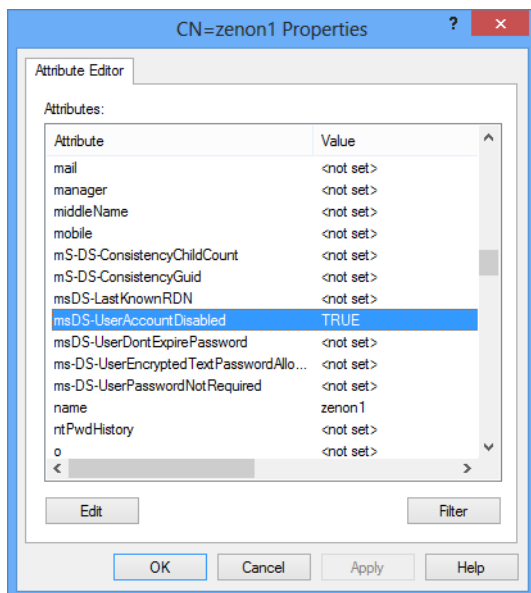 CN=zenon1 Properties
?
×
Attribute Editor
Attributes:
Attribute Value
mail <not set>
manager <not set>
middleName <not set>
mobile <not set>
mS-DS-ConsistencyChildCount <not set>
mS-DS-ConsistencyGuid <not set>
msDS-LastKnownRDN <not set>
msDS-UserAccountDisabled TRUE
msDS-UserDontExpirePassword <not set>
ms-DS-UserEncryptedTextPasswordAllo... <not set>
ms-DS-UserPasswordNotRequired <not set>
name zenon1
ntPwdHistory <not set>
o <not set>
Edit Filter
OK Cancel Apply Help